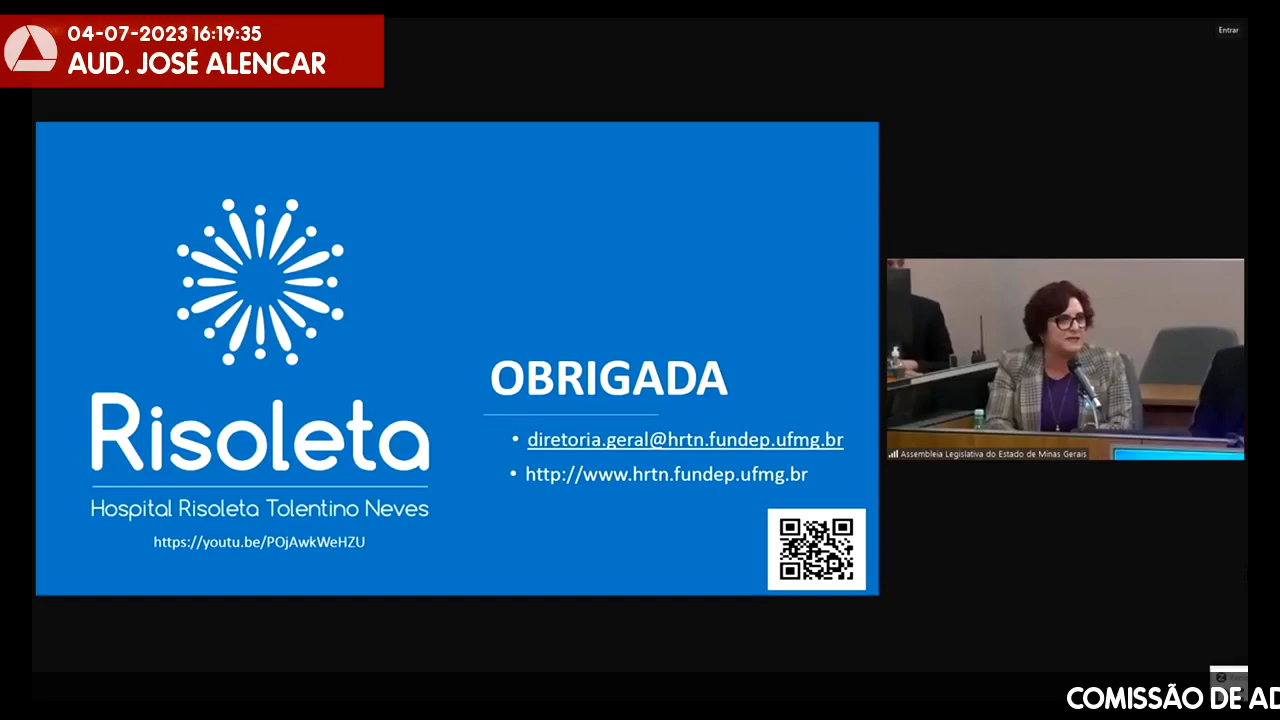 04-07-2023 16:19:35
AUD. JOSÉ ALENCAR
Entrar
Risoleta
Hospital Risoleta Tolentino Neves
https://youtu.be/POjAwkWeHZU
OBRIGADA
• diretoria.geral@hrtn.fundep.ufmg.br
• http://www.hrtn.fundep.ufmg.br
Assembleia Legislativa do Estado de Minas Gerais
COMISSÃO DE AD